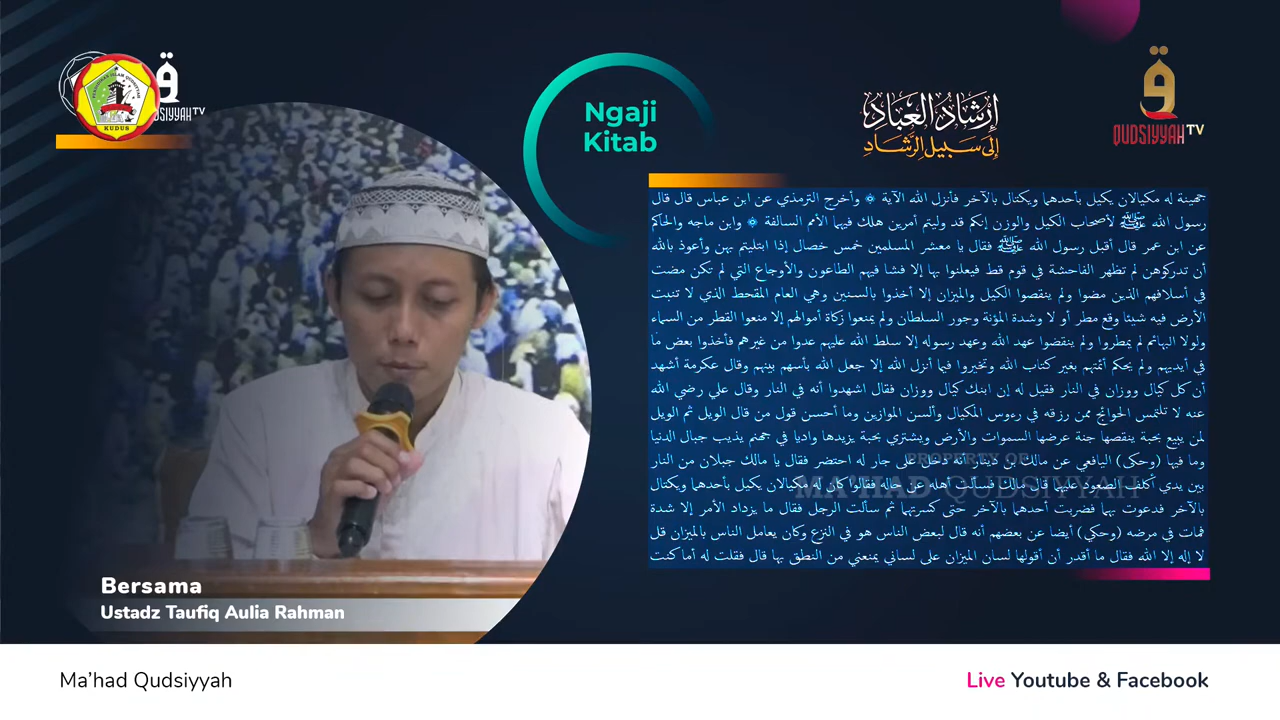 QUDSIYYAH TV
KUDUS
Ngaji
Kitab
إرشاد العباد
إلى سبيل الرشاد
QUDSIYYAH TV
جهينة له مكيالان يكيل بأحدهما ويكتال بالآخر فأنزل الله الآية ۞ وأخرج الترمذي عن ابن عباس قال قال
رسول الله ﷺ لأصحاب الكيل والوزن إنكم قد وليتم أمرين هلك فيهما الأمم السالفة ۞ وابن ماجه والحاكم
عن ابن عمر قال أقبل رسول الله ﷺ فقال يا معشر المسلمين خمس خصال إذا ابتليتم بهن وأعوذ بالله
أن تدركوهن لم تظهر الفاحشة في قوم قط فيعلنوا بها إلا فشا فيهم الطاعون والأوجاع التي لم تكن مضت
في أسلافهم الذين مضوا ولم ينقصوا الكيل والميزان إلا أخذوا بالسنين وهي العام المقحط الذي لا تنبت
الأرض فيه شيئا وقع مطر أو لا وشدة المؤنة وجور السلطان ولم يمنعوا زكاة أموالهم إلا منعوا القطر من السماء
ولولا البهائم لم يمطروا ولم ينقضوا عهد الله وعهد رسوله إلا سلط الله عليهم عدوا من غيرهم فأخذوا بعض ما
في أيديهم ولم يحكم أئمتهم بغير كتاب الله وتخيروا فيما أنزل الله إلا جعل الله بأسهم بينهم وقال عكرمة أشهد
أن كل كيال ووزان في النار فقيل له إن ابنك كيال ووزان فقال اشهدوا أنه في النار وقال علي رضي الله
عنه لا تلتمس الحوائج ممن رزقه في رءوس المكيال وألسن الموازين وما أحسن قول من قال الويل ثم الويل
لمن يبيع بحبة ينقصها جنة عرضها السموات والأرض ويشتري بحبة يزيدها واديا في جهنم يذيب جبال الدنيا
وما فيها (وحكى) اليافعي عن مالك بن دينار أنه دخل على جار له احتضر فقال يا مالك جبلان من النار
بين يدي أكلف الصعود عليهما قال مالك فسألت أهله عن حاله فقالوا كان له مكيالان يكيل بأحدهما ويكتال
بالآخر فدعوت بهما فضربت أحدهما بالآخر حتى كسرتهما ثم سألت الرجل فقال ما يزداد الأمر إلا شدة
فمات في مرضه (وحكي) أيضا عن بعضهم أنه قال لبعض الناس هو في النزع وكان يعامل الناس بالميزان قل
لا إله إلا الله فقال ما أقدر أن أقولها لسان الميزان على لساني يمنعني من النطق بها قال فقلت له أما كنت
PROPERTY OF
MA'HAD QUDSIYYAH
Bersama
Ustadz Taufiq Aulia Rahman
Ma'had Qudsiyyah
Live Youtube & Facebook